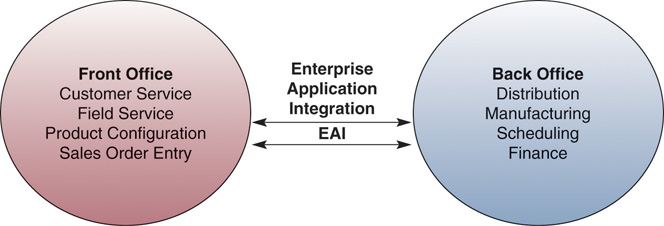 Front Office
Customer Service
Field Service
Product Configuration
Sales Order Entry
Enterprise
Application
Integration
EAI
Back Office
Distribution
Manufacturing
Scheduling
Finance